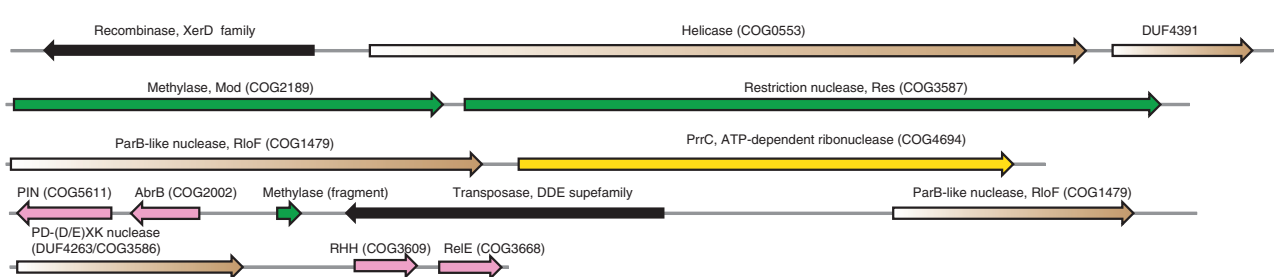 Recombinase, XerD family Helicase (COG0553) DUF4391
Methylase, Mod (COG2189) Restriction nuclease, Res (COG3587)
ParB-like nuclease, RloF (COG1479) PrrC, ATP-dependent ribonuclease (COG4694)
PIN (COG5611) AbrB (COG2002) Methylase (fragment) Transposase, DDE supefamily ParB-like nuclease, RloF (COG1479)
PD-(D/E)XK nuclease
(DUF4263/COG3586) RHH (COG3609) RelE (COG3668)